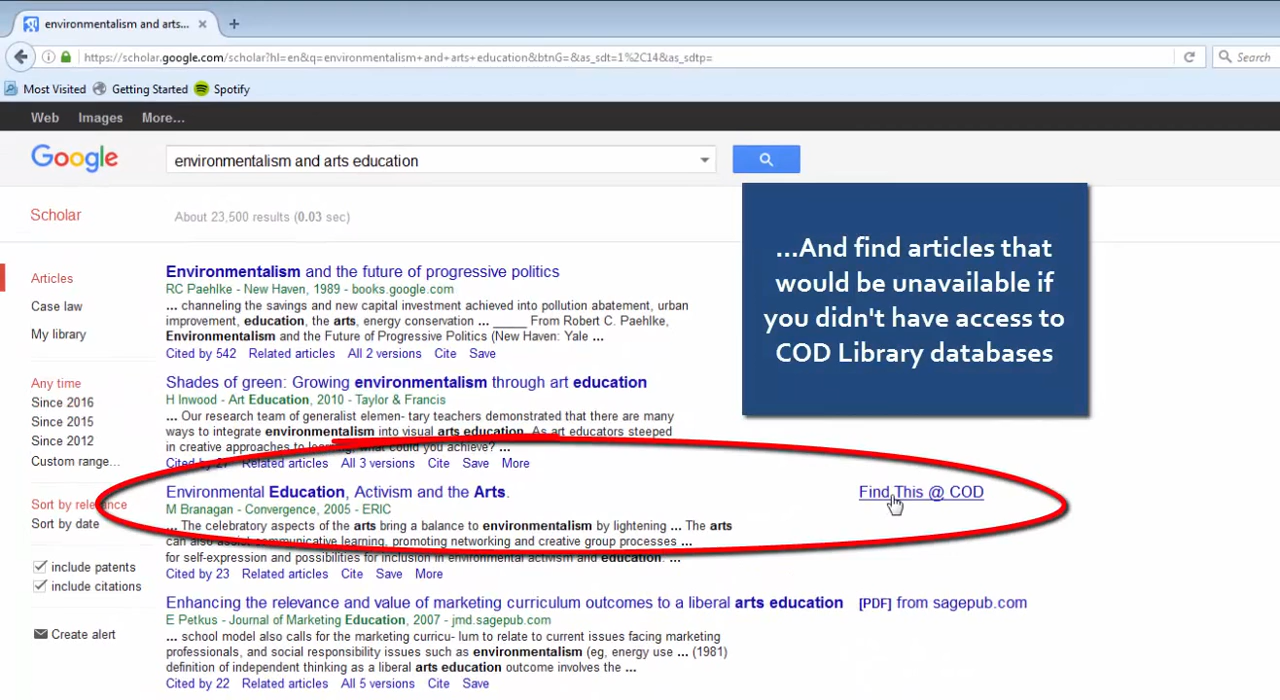 environmentalism and arts...
https://scholar.google.com/scholar?hl=en&q=environmentalism+and+arts+education&btnG=&as_sdt=1%2C14&as_sdtp=
Search
Most Visited Getting Started Spotify
Web Images More...
Google environmentalism and arts education
Scholar About 23,500 results (0.03 sec)
...And find articles that
would be unavailable if
you didn't have access to
COD Library databases
Articles
Case law
My library
Any time
Since 2016
Since 2015
Since 2012
Custom range...
Sort by relevance
Sort by date
include patents
include citations
Create alert
Environmentalism and the future of progressive politics
RC Paehlke - New Haven, 1989 - books.google.com
... channeling the savings and new capital investment achieved into pollution abatement, urban
improvement, education, the arts, energy conservation ... _____ From Robert C. Paehlke,
Environmentalism and the Future of Progressive Politics (New Haven: Yale ...
Cited by 542 Related articles All 2 versions Cite Save
Shades of green: Growing environmentalism through art education
H Inwood - Art Education, 2010 - Taylor & Francis
... Our research team of generalist elemen- tary teachers demonstrated that there are many
ways to integrate environmentalism into visual arts education. As art educators steeped
in creative approaches to learning, what could you achieve? ...
Cited by 27 Related articles All 3 versions Cite Save More
Environmental Education, Activism and the Arts.
Find This @ COD
M Branagan - Convergence, 2005 - ERIC
... The celebratory aspects of the arts bring a balance to environmentalism by lightening ... The arts
can also assist communicative learning, promoting networking and creative group processes ...
for self-expression and possibilities for inclusion in environmental activism and education. ...
Cited by 23 Related articles Cite Save More
Enhancing the relevance and value of marketing curriculum outcomes to a liberal arts education
[PDF] from sagepub.com
E Petkus - Journal of Marketing Education, 2007 - jmd.sagepub.com
... school model also calls for the marketing curricu- lum to relate to current issues facing marketing
professionals, and social responsibility issues such as environmentalism (eg, energy use ... (1981)
definition of independent thinking as a liberal arts education outcome involves the ...
Cited by 22 Related articles All 5 versions Cite Save